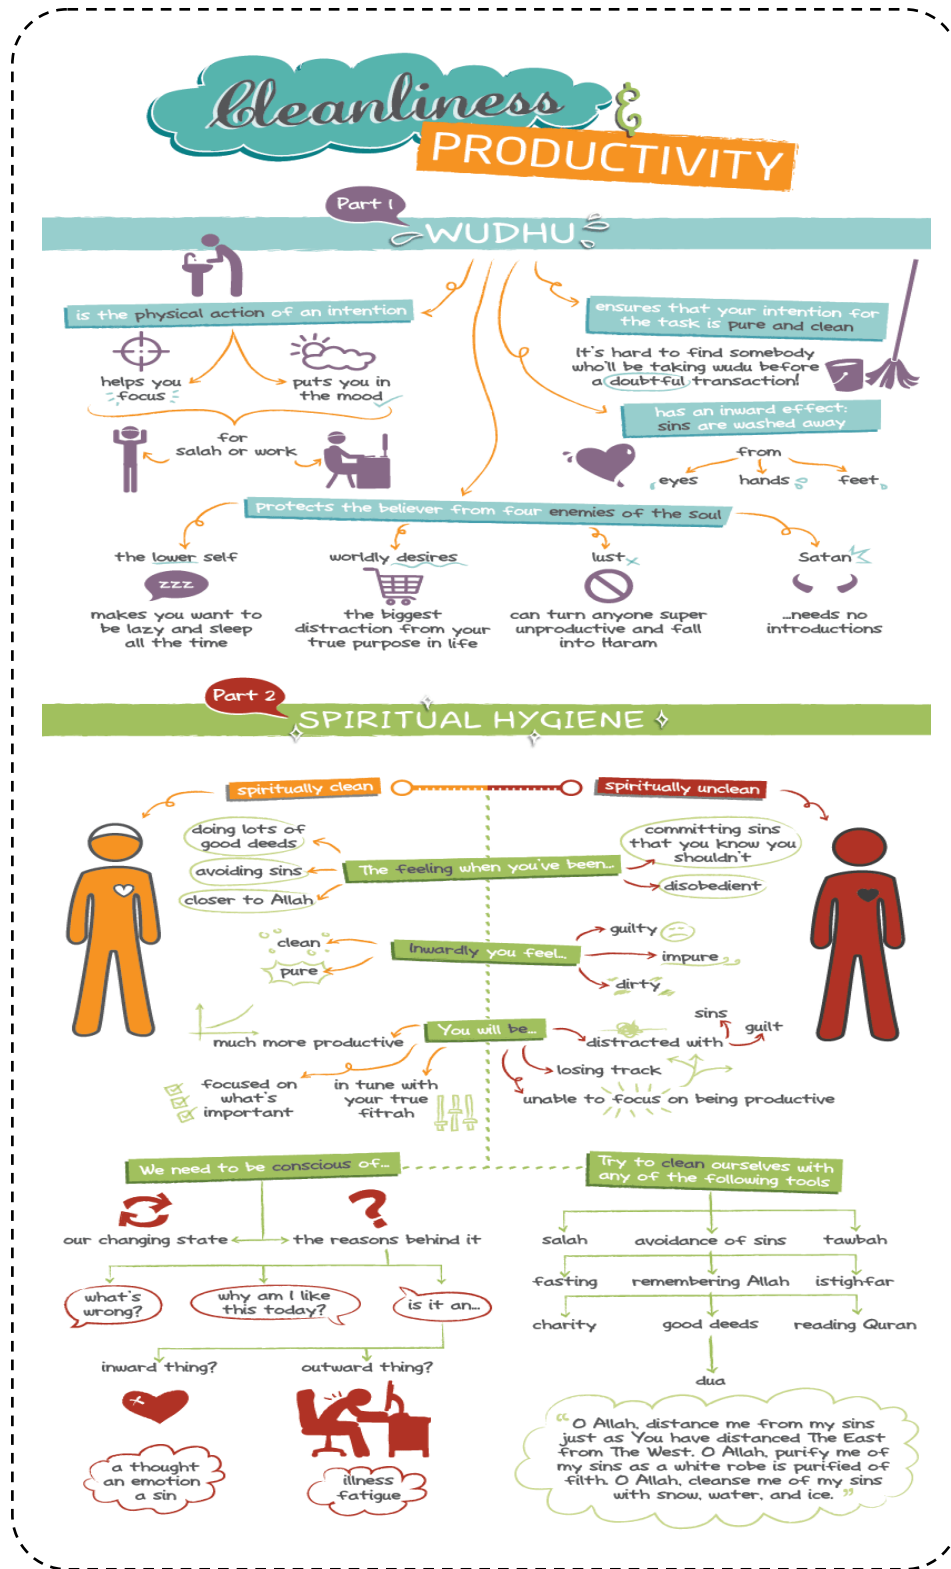 Cleanliness &
PRODUCTIVITY
Part 1
WUDHU
is the physical action of an intention
helps you
focus
puts you in
the mood
for
salah or work
ensures that your intention for
the task is pure and clean
It's hard to find somebody
who'll be taking wudu before
a doubtful transaction!
has an inward effect:
sins are washed away
from
eyes
hands
feet
protects the believer from four enemies of the soul
the lower self
zzz
makes you want to
be lazy and sleep
all the time
worldly desires
the biggest
distraction from your
true purpose in life
lust
can turn anyone super
unproductive and fall
into Haram
Satan
...needs no
introductions
Part 2
SPIRITUAL HYGIENE
spiritually clean
spiritually unclean
The feeling when you've been...
doing lots of
good deeds
avoiding sins
closer to Allah
committing sins
that you know you
shouldn't
disobedient
Inwardly you feel...
clean
pure
guilty
impure
dirty
You will be...
much more productive
focused on
what's
important
in tune with
your true
fitrah
distracted with
sins
guilt
losing track
unable to focus on being productive
We need to be conscious of...
our changing state
the reasons behind it
what's
wrong?
why am I like
this today?
is it an...
inward thing?
outward thing?
a thought
an emotion
a sin
illness
fatigue
Try to clean ourselves with
any of the following tools
salah
avoidance of sins
tawbah
fasting
remembering Allah
istighfar
charity
good deeds
reading Quran
dua
“O Allah, distance me from my sins
just as You have distanced The East
from The West. O Allah, purify me of
my sins as a white robe is purified of
filth. O Allah, cleanse me of my sins
with snow, water, and ice.”